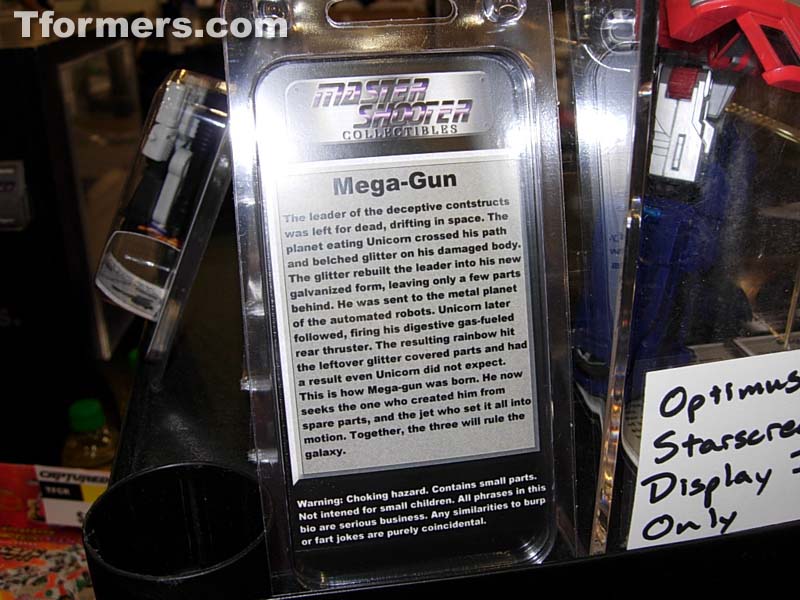 Tformers.com
MASTER
SHOOTER
COLLECTIBLES
Mega-Gun
The leader of the deceptive contstructs
was left for dead, drifting in space. The
planet eating Unicorn crossed his path
and belched glitter on his damaged body.
The glitter rebuilt the leader into his new
galvanized form, leaving only a few parts
behind. He was sent to the metal planet
of the automated robots. Unicorn later
followed, firing his digestive gas-fueled
rear thruster. The resulting rainbow hit
the leftover glitter covered parts and had
a result even Unicorn did not expect.
This is how Mega-gun was born. He now
seeks the one who created him from
spare parts, and the jet who set it all into
motion. Together, the three will rule the
galaxy.
Warning: Choking hazard. Contains small parts.
Not intened for small children. All phrases in this
bio are serious business. Any similarities to burp
or fart jokes are purely coincidental.
Optimus
Starscre
Display
Only
CAPTURED
TFCR